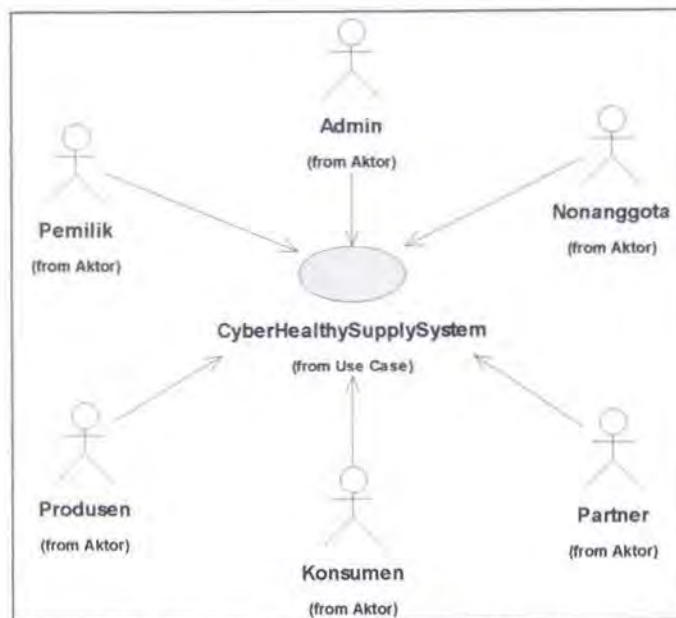 Admin
(from Aktor)
Pemilik
(from Aktor)
Nonanggota
(from Aktor)
CyberHealthySupplySystem
(from Use Case)
Produsen
(from Aktor)
Konsumen
(from Aktor)
Partner
(from Aktor)